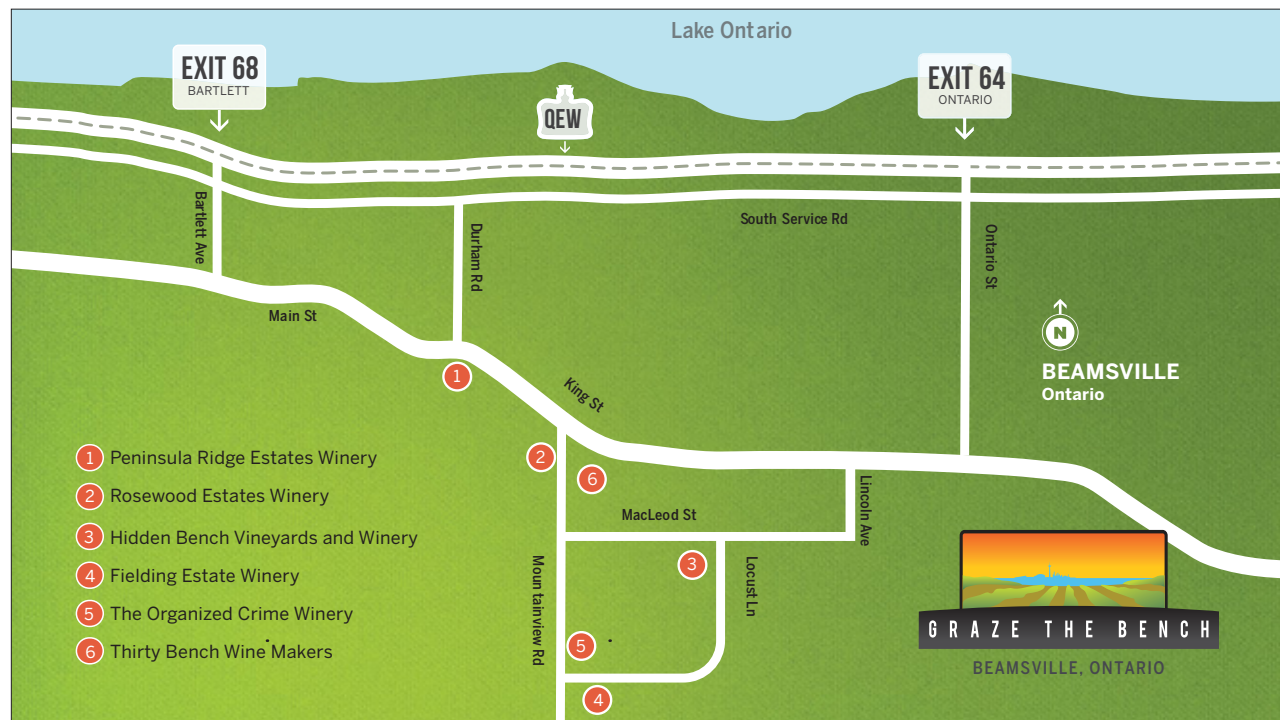 Lake Ontario
EXIT 68
BARTLETT
QEW
EXIT 64
ONTARIO
Bartlett Ave
Durham Rd
South Service Rd
Ontario St
Main St
N
BEAMSVILLE
Ontario
1
King St
2
6
1 Peninsula Ridge Estates Winery
2 Rosewood Estates Winery
3 Hidden Bench Vineyards and Winery
4 Fielding Estate Winery
5 The Organized Crime Winery
6 Thirty Bench Wine Makers
MacLeod St
Lincoln Ave
Mountainview Rd
3
Locust Ln
5
4
GRAZE THE BENCH
BEAMSVILLE, ONTARIO